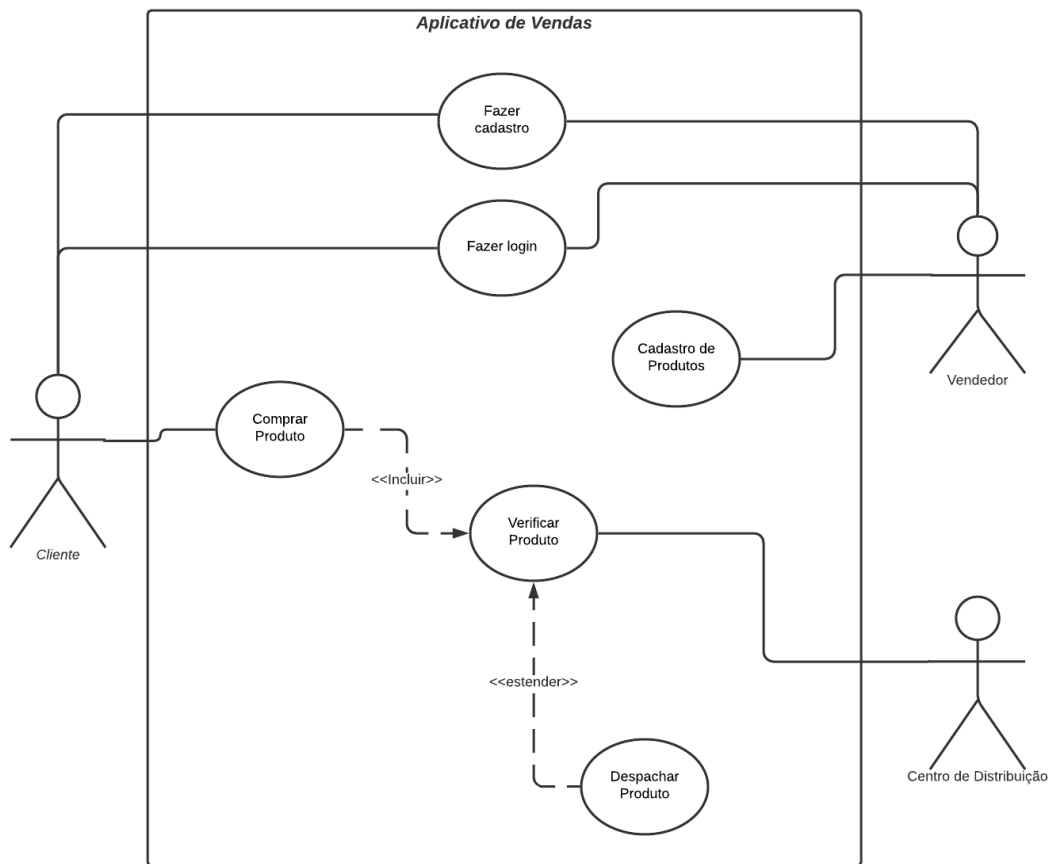 Aplicativo de Vendas
Fazer
cadastro
Fazer login
Cadastro de
Produtos
Vendedor
Comprar
Produto
<<Incluir>>
Verificar
Produto
Cliente
<<estender>>
Despachar
Produto
Centro de Distribuição